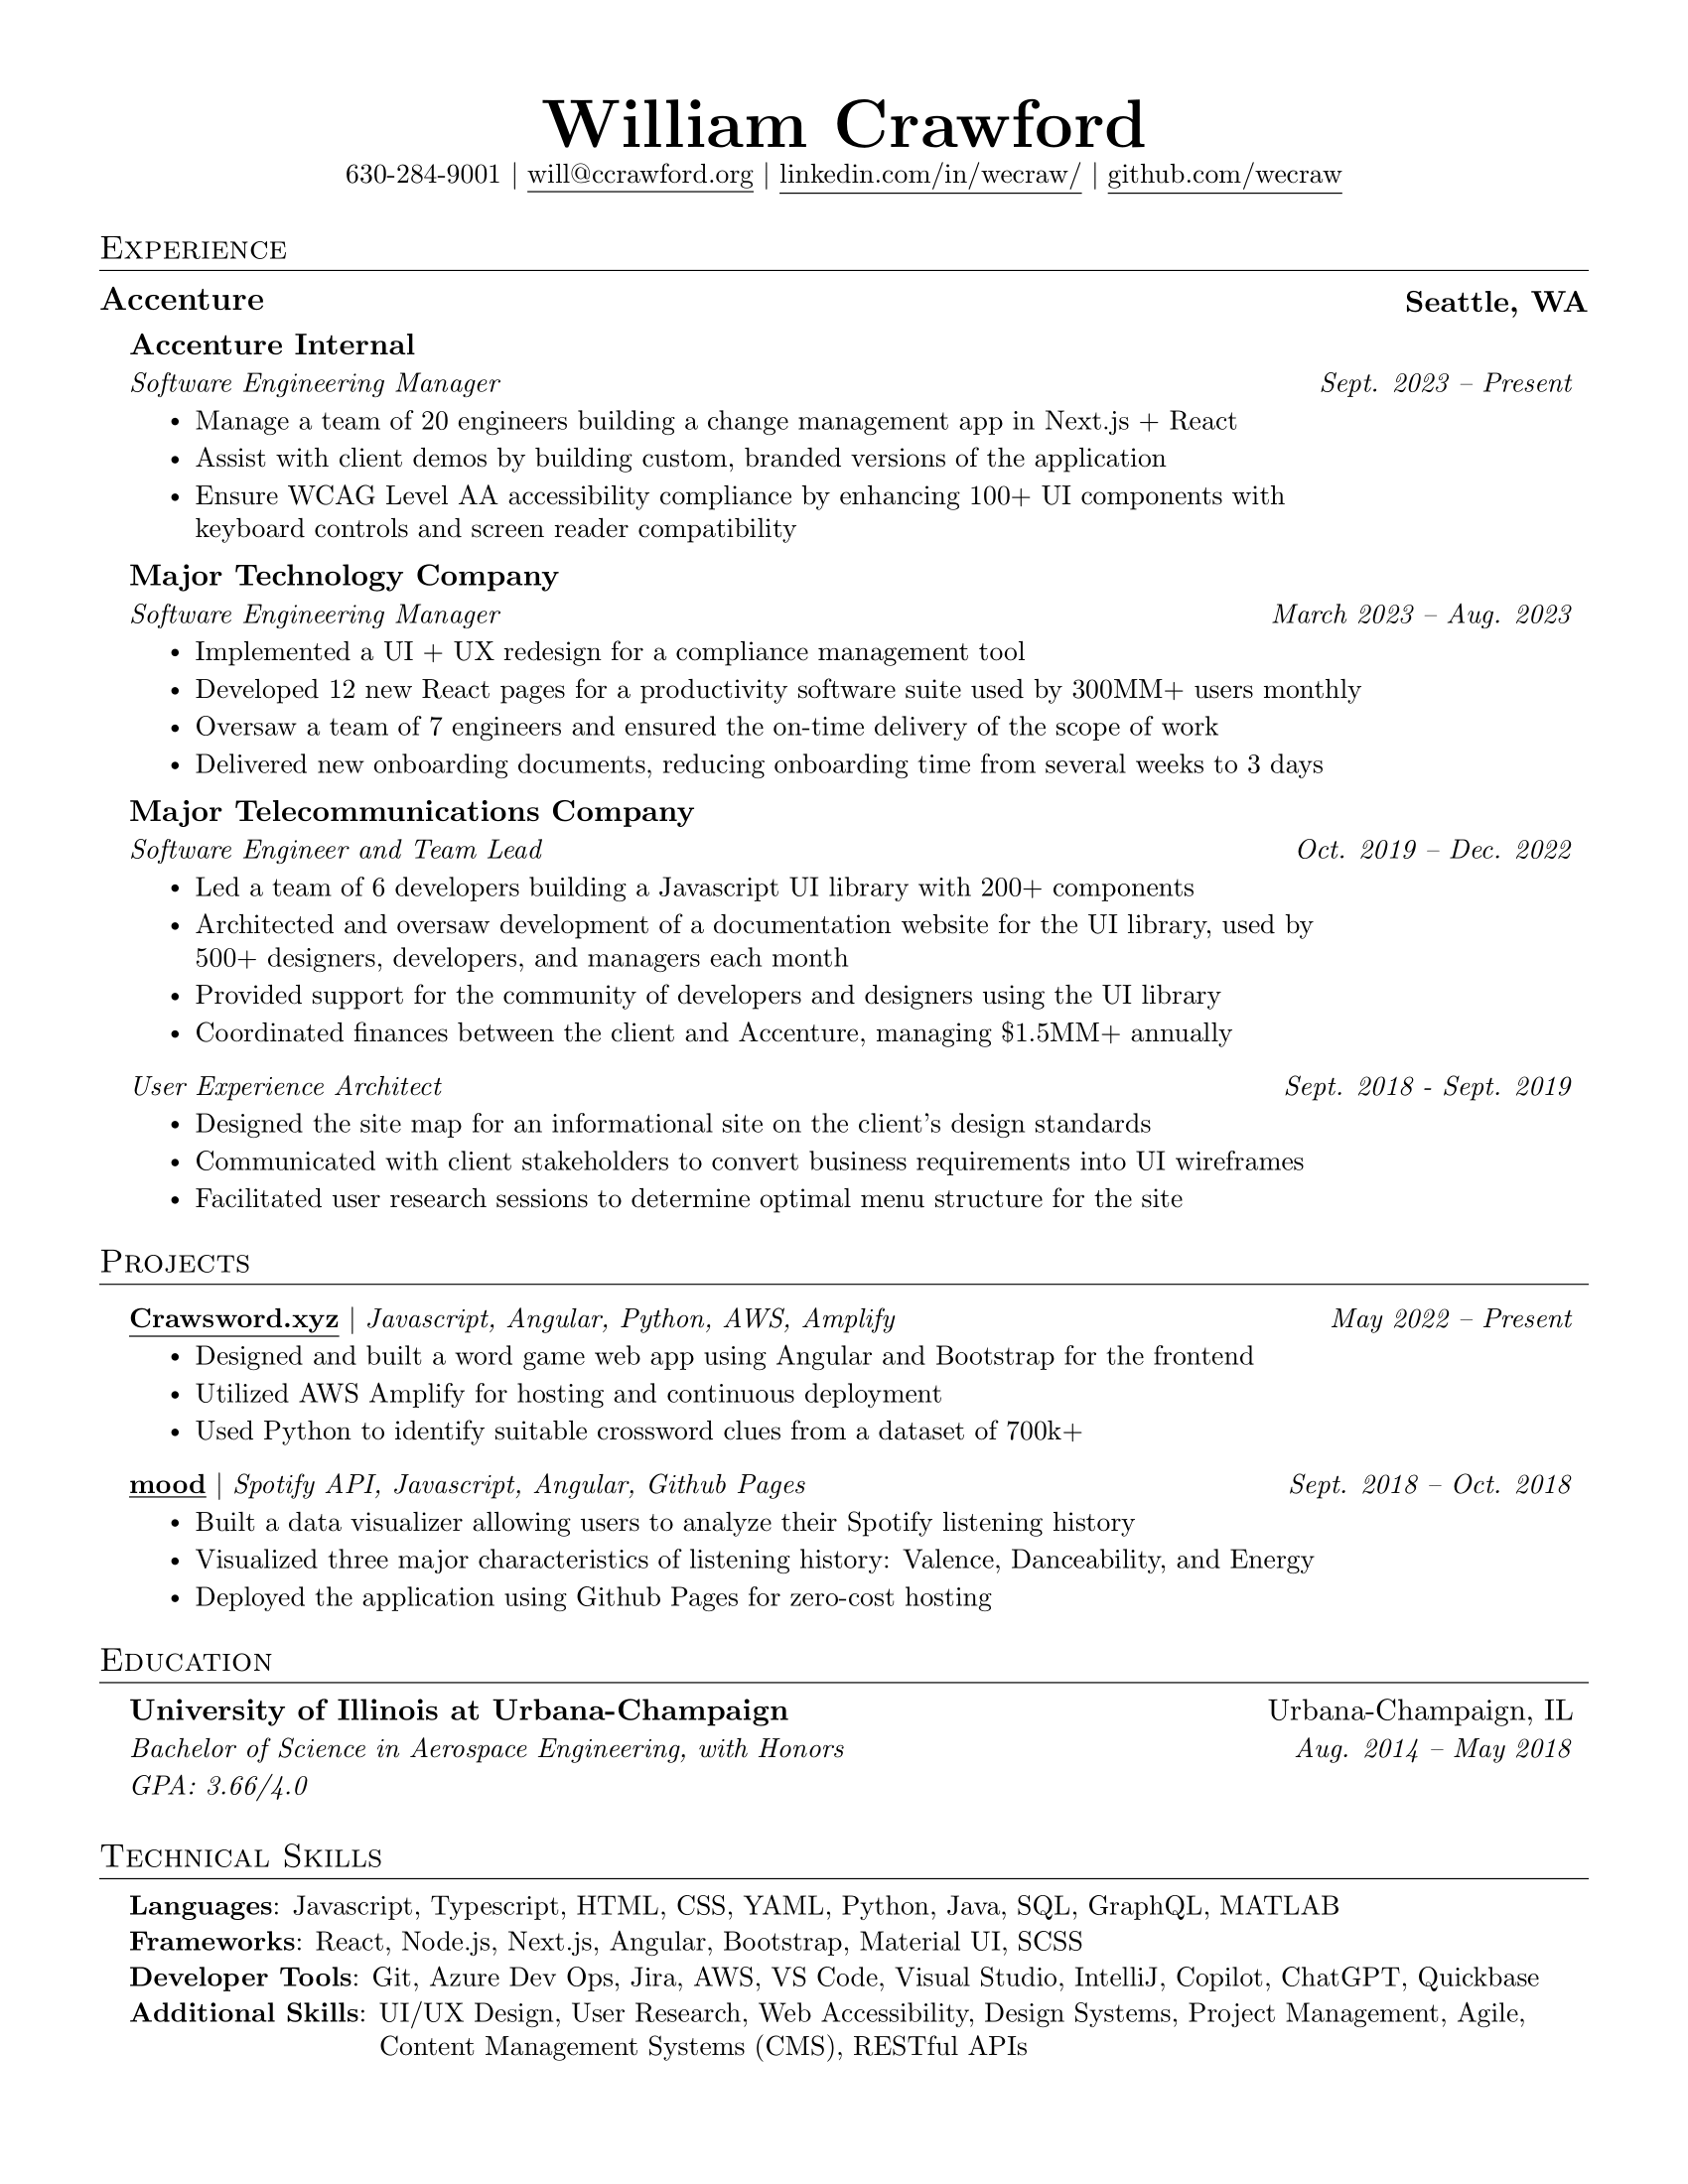 William Crawford
630-284-9001 | will@ccrawford.org | linkedin.com/in/wecraw/ | github.com/wecraw
Experience
Accenture Seattle, WA
Accenture Internal
Software Engineering Manager Sept. 2023 – Present
• Manage a team of 20 engineers building a change management app in Next.js + React
• Assist with client demos by building custom, branded versions of the application
• Ensure WCAG Level AA accessibility compliance by enhancing 100+ UI components with
keyboard controls and screen reader compatibility
Major Technology Company
Software Engineering Manager March 2023 – Aug. 2023
• Implemented a UI + UX redesign for a compliance management tool
• Developed 12 new React pages for a productivity software suite used by 300MM+ users monthly
• Oversaw a team of 7 engineers and ensured the on-time delivery of the scope of work
• Delivered new onboarding documents, reducing onboarding time from several weeks to 3 days
Major Telecommunications Company
Software Engineer and Team Lead Oct. 2019 – Dec. 2022
• Led a team of 6 developers building a Javascript UI library with 200+ components
• Architected and oversaw development of a documentation website for the UI library, used by
500+ designers, developers, and managers each month
• Provided support for the community of developers and designers using the UI library
• Coordinated finances between the client and Accenture, managing $1.5MM+ annually
User Experience Architect Sept. 2018 - Sept. 2019
• Designed the site map for an informational site on the client's design standards
• Communicated with client stakeholders to convert business requirements into UI wireframes
• Facilitated user research sessions to determine optimal menu structure for the site
Projects
Crawsword.xyz | Javascript, Angular, Python, AWS, Amplify May 2022 – Present
• Designed and built a word game web app using Angular and Bootstrap for the frontend
• Utilized AWS Amplify for hosting and continuous deployment
• Used Python to identify suitable crossword clues from a dataset of 700k+
mood | Spotify API, Javascript, Angular, Github Pages Sept. 2018 – Oct. 2018
• Built a data visualizer allowing users to analyze their Spotify listening history
• Visualized three major characteristics of listening history: Valence, Danceability, and Energy
• Deployed the application using Github Pages for zero-cost hosting
Education
University of Illinois at Urbana-Champaign Urbana-Champaign, IL
Bachelor of Science in Aerospace Engineering, with Honors Aug. 2014 – May 2018
GPA: 3.66/4.0
Technical Skills
Languages: Javascript, Typescript, HTML, CSS, YAML, Python, Java, SQL, GraphQL, MATLAB
Frameworks: React, Node.js, Next.js, Angular, Bootstrap, Material UI, SCSS
Developer Tools: Git, Azure Dev Ops, Jira, AWS, VS Code, Visual Studio, IntelliJ, Copilot, ChatGPT, Quickbase
Additional Skills: UI/UX Design, User Research, Web Accessibility, Design Systems, Project Management, Agile,
Content Management Systems (CMS), RESTful APIs